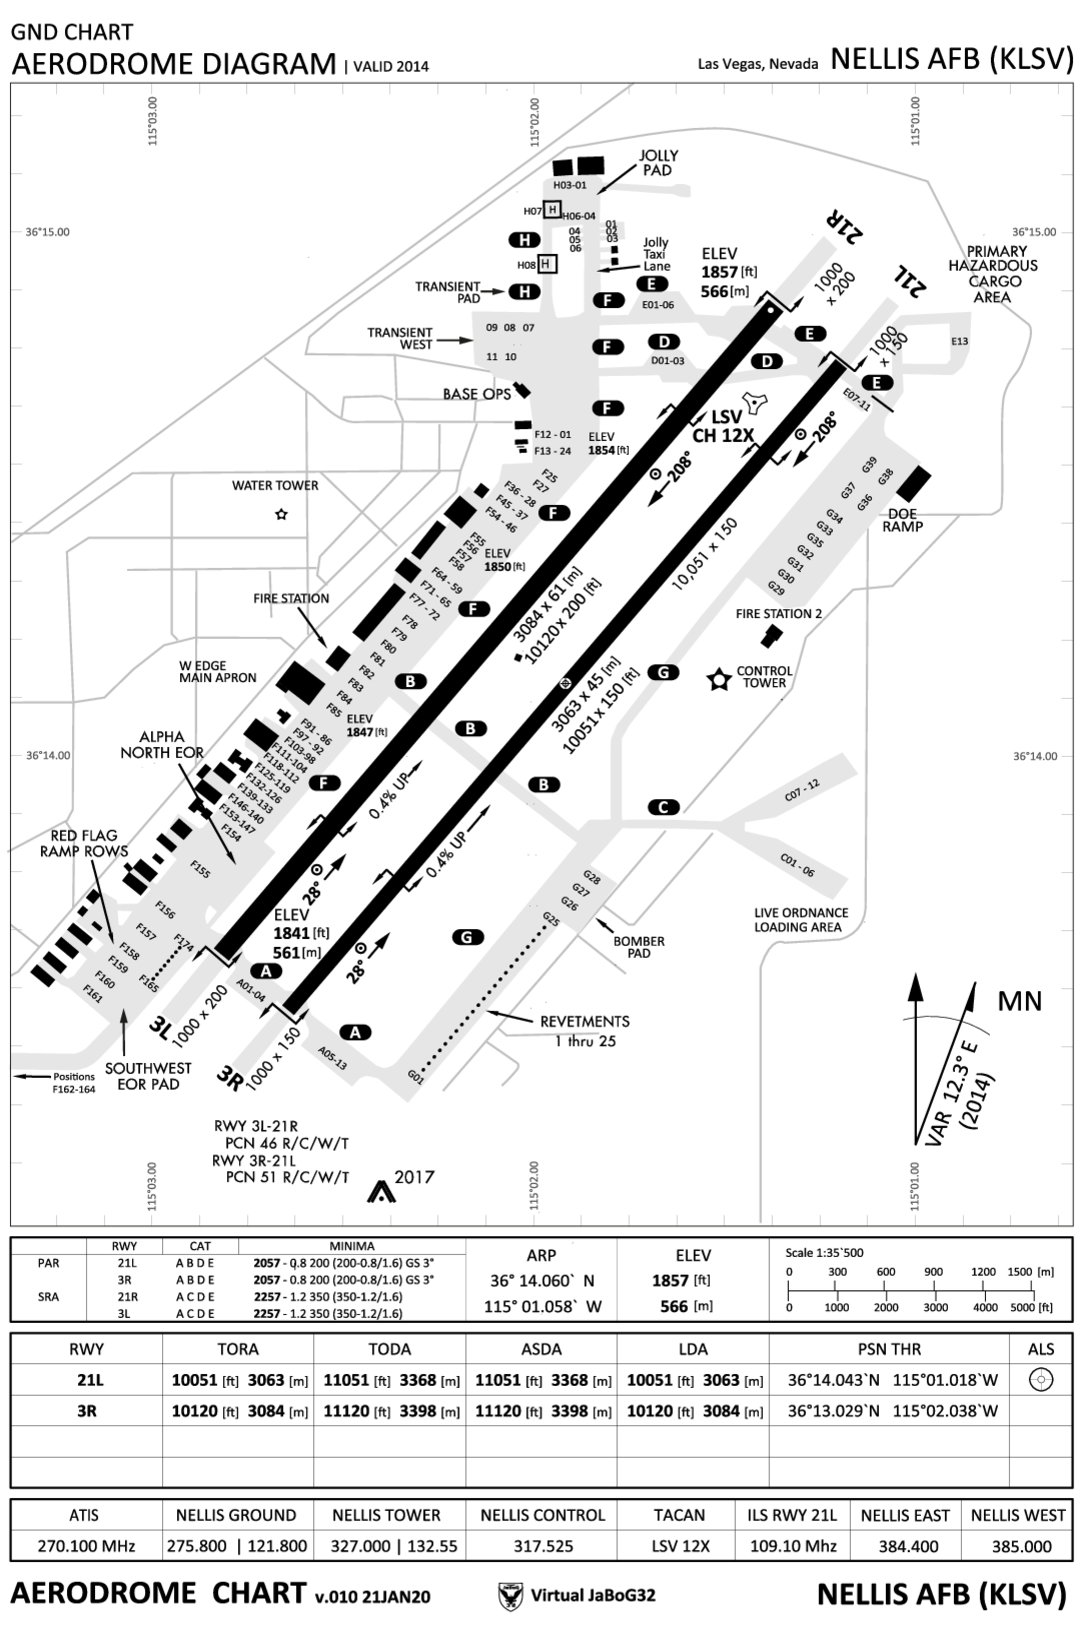 GND CHART
AERODROME DIAGRAM | VALID 2014
Las Vegas, Nevada NELLIS AFB (KLSV)
115°03.00
115°02.00
115°01.00
JOLLY
PAD
H03-01
H07
H
H06-04
01
04 02
05 03
06
36°15.00
36°15.00
H
H08
H
Jolly
Taxi
Lane
ELEV
1857 [ft]
566 [m]
21R
1000
x 200
21L
1000
x 150
PRIMARY
HAZARDOUS
CARGO
AREA
TRANSIENT
PAD
H
F
E
E01-06
TRANSIENT
WEST
09 08 07
11 10
F
D
D01-03
D
E
E13
E
E07-11
BASE OPS
F
LSV
CH 12X
F12 - 01
F13 - 24
ELEV
1854 [ft]
208°
208°
WATER TOWER
F25
F27
F36 - 28
F45 - 37
F54 - 46
F
G39
G38
G37
G36
G34
G33
G35
G32
G31
G30
G29
DOE
RAMP
F55
F56
F57
F58
ELEV
1850 [ft]
F64 - 59
F71 - 65
F77 - 72
10,051 x 150
FIRE STATION
F78
F79
F80
F81
F82
F83
F84
F85
F
3084 x 61 [m]
10120 x 200 [ft]
FIRE STATION 2
W EDGE
MAIN APRON
B
G
CONTROL
TOWER
3063 x 45 [m]
10051 x 150 [ft]
ELEV
1847 [ft]
B
F91 - 86
F97 - 92
F103-98
F111-104
F118-112
F125-119
F132-126
F139-133
F146-140
F153-147
F154
ALPHA
NORTH EOR
36°14.00
36°14.00
F
0.4% UP
B
C07 - 12
C
0.4% UP
C01 - 06
RED FLAG
RAMP ROWS
F155
F156
F157
F158
F159
F160
F161
F174
F165
28°
ELEV
1841 [ft]
561 [m]
28°
G28
G27
G26
G25
G
LIVE ORDNANCE
LOADING AREA
BOMBER
PAD
A
A01-04
1000 x 200
3L
A
A05-13
1000 x 150
3R
G01
REVETMENTS
1 thru 25
MN
VAR 12.3° E
(2014)
SOUTHWEST
EOR PAD
Positions
F162-164
RWY 3L-21R
PCN 46 R/C/W/T
RWY 3R-21L
PCN 51 R/C/W/T
2017
115°03.00
115°02.00
115°01.00
RWY CAT MINIMA
PAR 21L A B D E 2057 - 0.8 200 (200-0.8/1.6) GS 3°
3R A B D E 2057 - 0.8 200 (200-0.8/1.6) GS 3°
SRA 21R A C D E 2257 - 1.2 350 (350-1.2/1.6)
3L A C D E 2257 - 1.2 350 (350-1.2/1.6)
ARP
36° 14.060` N
115° 01.058` W
ELEV
1857 [ft]
566 [m]
Scale 1:35`500
0 300 600 900 1200 1500 [m]
0 1000 2000 3000 4000 5000 [ft]
RWY TORA TODA ASDA LDA PSN THR ALS
21L 10051 [ft] 3063 [m] 11051 [ft] 3368 [m] 11051 [ft] 3368 [m] 10051 [ft] 3063 [m] 36°14.043`N 115°01.018`W
3R 10120 [ft] 3084 [m] 11120 [ft] 3398 [m] 11120 [ft] 3398 [m] 10120 [ft] 3084 [m] 36°13.029`N 115°02.038`W
ATIS NELLIS GROUND NELLIS TOWER NELLIS CONTROL TACAN ILS RWY 21L NELLIS EAST NELLIS WEST
270.100 MHz 275.800 | 121.800 327.000 | 132.55 317.525 LSV 12X 109.10 Mhz 384.400 385.000
AERODROME CHART v.010 21JAN20
Virtual JaBoG32
NELLIS AFB (KLSV)